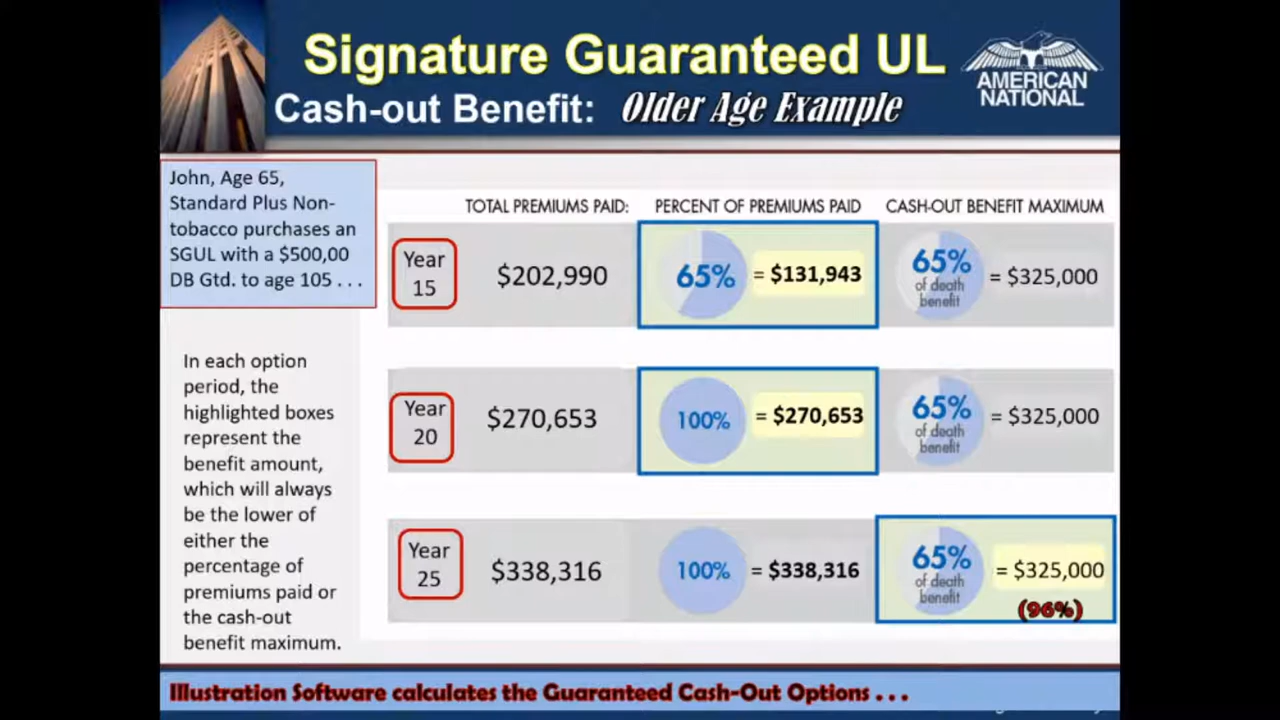 Signature Guaranteed UL
Cash-out Benefit: Older Age Example
AMERICAN
NATIONAL
John, Age 65,
Standard Plus Non-
tobacco purchases an
SGUL with a $500,00
DB Gtd. to age 105 . . .
In each option
period, the
highlighted boxes
represent the
benefit amount,
which will always
be the lower of
either the
percentage of
premiums paid or
the cash-out
benefit maximum.
TOTAL PREMIUMS PAID: PERCENT OF PREMIUMS PAID CASH-OUT BENEFIT MAXIMUM
Year
15
$202,990
65% = $131,943
65%
of death
benefit
= $325,000
Year
20
$270,653
100% = $270,653
65%
of death
benefit
= $325,000
Year
25
$338,316
100% = $338,316
65%
of death
benefit
= $325,000
(96%)
Illustration Software calculates the Guaranteed Cash-Out Options . . .